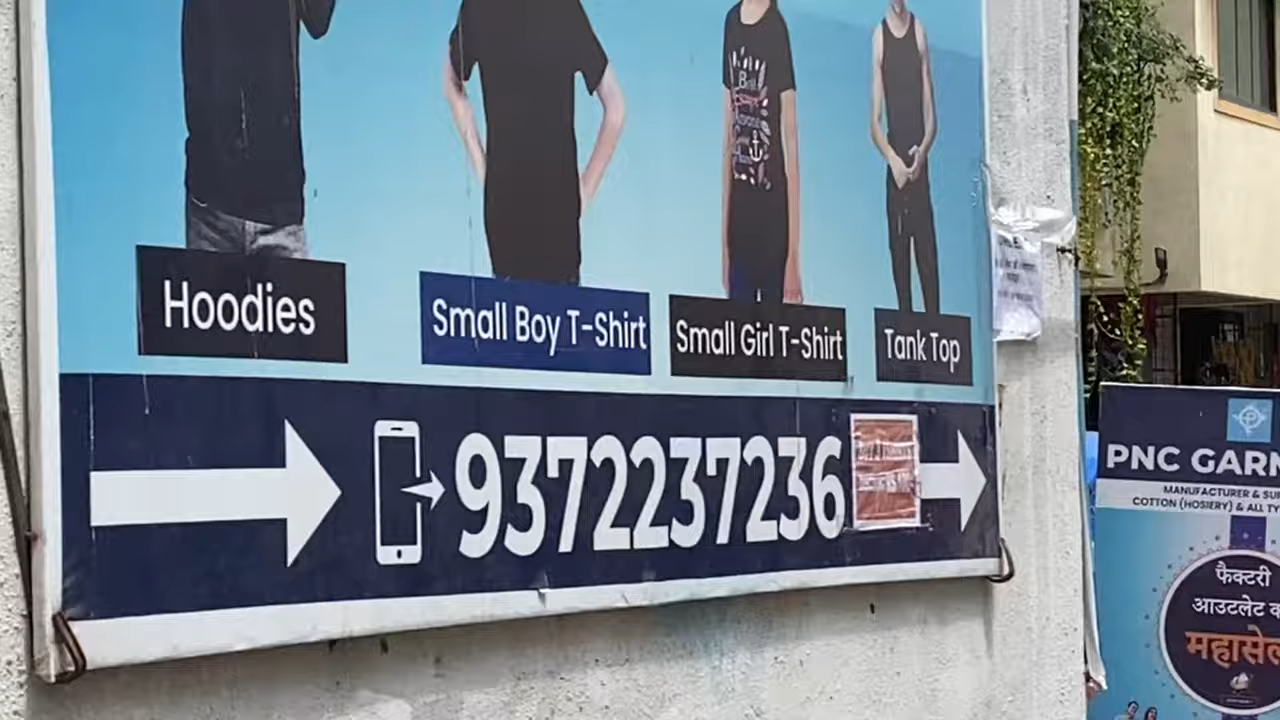 Hoodies
Small Boy T-Shirt
Small Girl T-Shirt
Tank Top
9372237236
PNC GARM
MANUFACTURER & SU
COTTON (HOSIERY) & ALL TY
फैक्टरी
आउटलेट
महासेल